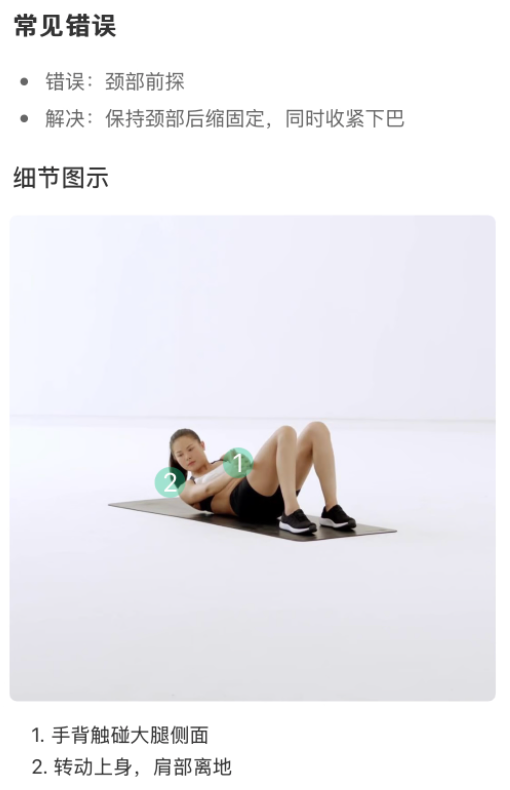 常见错误
• 错误：颈部前探
• 解决：保持颈部后缩固定，同时收紧下巴
细节图示
1
2
1. 手背触碰大腿侧面
2. 转动上身，肩部离地